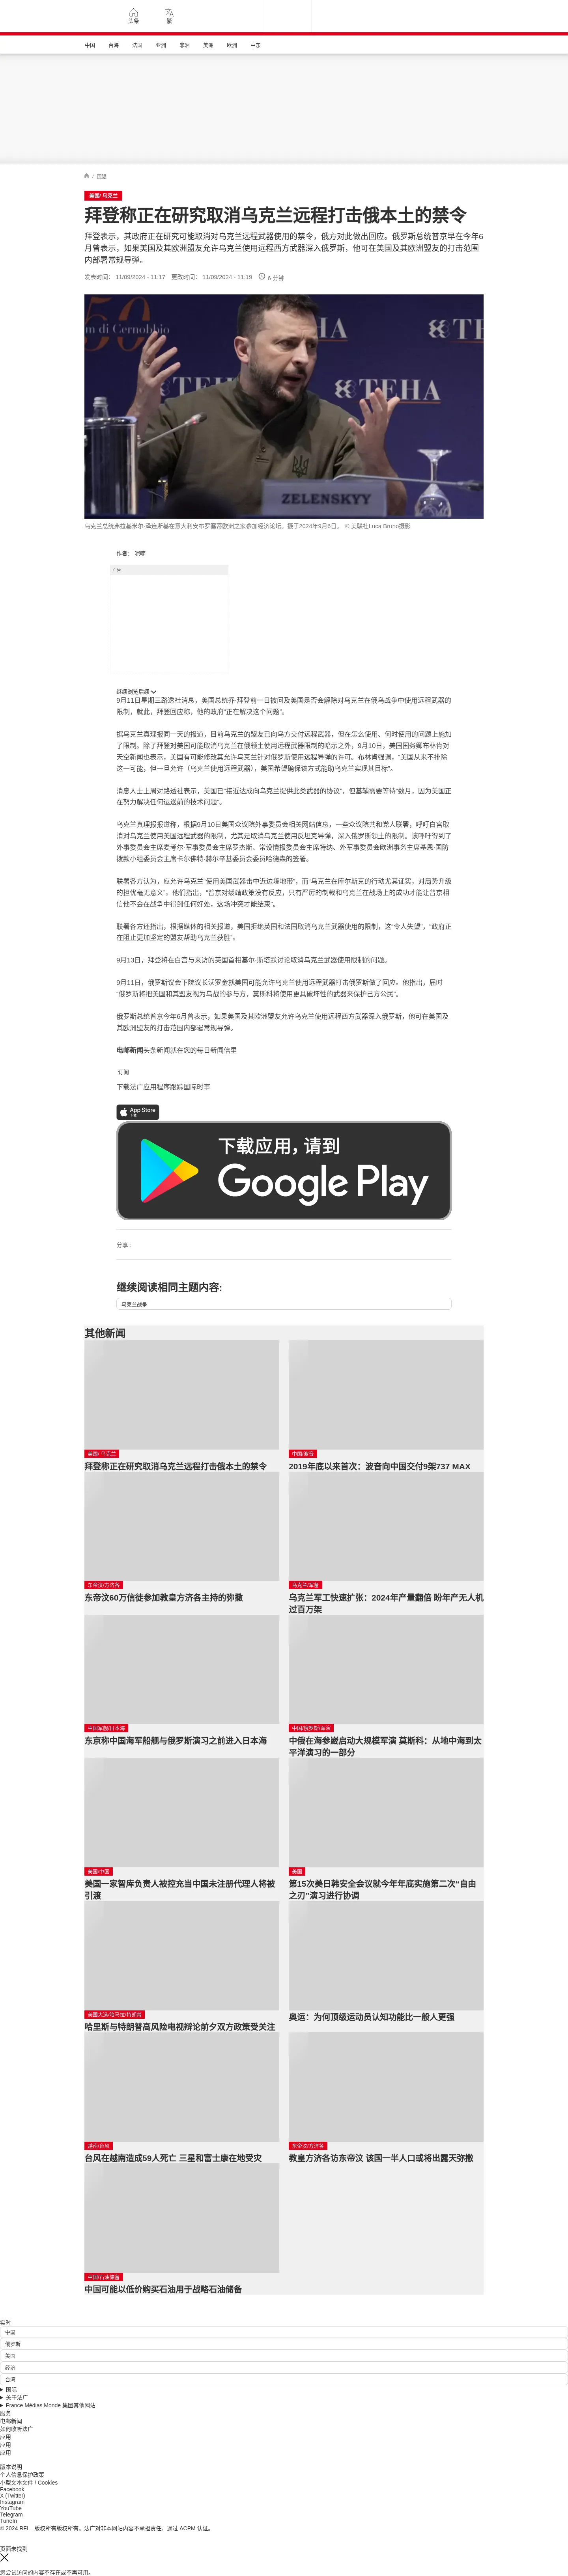 头条
繁
中国
台海
法国
亚洲
非洲
美洲
欧洲
中东
/ 国际
美国/ 乌克兰
拜登称正在研究取消乌克兰远程打击俄本土的禁令
拜登表示，其政府正在研究可能取消对乌克兰远程武器使用的禁令，俄方对此做出回应。俄罗斯总统普京早在今年6
月曾表示，如果美国及其欧洲盟友允许乌克兰使用远程西方武器深入俄罗斯，他可在美国及其欧洲盟友的打击范围
内部署常规导弹。
发表时间： 11/09/2024 - 11:17 更改时间： 11/09/2024 - 11:19 6 分钟
50
m di Cernobbio
TEHA
TEHA
ZELENSKYY
乌克兰总统弗拉基米尔·泽连斯基在意大利安布罗塞蒂欧洲之家参加经济论坛。摄于2024年9月6日。 © 美联社Luca Bruno摄影
作者： 呢喃
广告
继续浏览后续
9月11日星期三路透社消息，美国总统乔·拜登前一日被问及美国是否会解除对乌克兰在俄乌战争中使用远程武器的
限制，就此，拜登回应称，他的政府“正在解决这个问题”。
据乌克兰真理报同一天的报道，目前乌克兰的盟友已向乌方交付远程武器，但在怎么使用、何时使用的问题上施加
了限制。除了拜登对美国可能取消乌克兰在俄领土使用远程武器限制的暗示之外，9月10日，美国国务卿布林肯对
天空新闻也表示，美国有可能修改其允许乌克兰针对俄罗斯使用远程导弹的许可。布林肯强调，“美国从来不排除
这一可能，但一旦允许（乌克兰使用远程武器），美国希望确保该方式能助乌克兰实现其目标”。
消息人士上周对路透社表示，美国已“接近达成向乌克兰提供此类武器的协议”，但基辅需要等待“数月，因为美国正
在努力解决任何运送前的技术问题”。
乌克兰真理报报道称，根据9月10日美国众议院外事委员会相关网站信息，一些众议院共和党人联署，呼吁白宫取
消对乌克兰使用美国远程武器的限制，尤其是取消乌克兰使用反坦克导弹，深入俄罗斯领土的限制。该呼吁得到了
外事委员会主席麦考尔·军事委员会主席罗杰斯、常设情报委员会主席特纳、外军事委员会欧洲事务主席基恩·国防
拨款小组委员会主席卡尔佛特·赫尔辛基委员会委员哈德森的签署。
联署各方认为，应允许乌克兰“使用美国武器击中近边境地带”，而“乌克兰在库尔斯克的行动尤其证实，对局势升级
的担忧毫无意义”。他们指出，“普京对绥靖政策没有反应，只有严厉的制裁和乌克兰在战场上的成功才能让普京相
信他不会在战争中得到任何好处，这场冲突才能结束”。
联署各方还指出，根据媒体的相关报道，美国拒绝英国和法国取消乌克兰武器使用的限制，这“令人失望”，“政府正
在阻止更加坚定的盟友帮助乌克兰获胜”。
9月13日，拜登将在白宫与来访的英国首相基尔·斯塔默讨论取消乌克兰武器使用限制的问题。
9月11日，俄罗斯议会下院议长沃罗金就美国可能允许乌克兰使用远程武器打击俄罗斯做了回应。他指出，届时
“俄罗斯将把美国和其盟友视为乌战的参与方，莫斯科将使用更具破坏性的武器来保护己方公民”。
俄罗斯总统普京今年6月曾表示，如果美国及其欧洲盟友允许乌克兰使用远程西方武器深入俄罗斯，他可在美国及
其欧洲盟友的打击范围内部署常规导弹。
电邮新闻头条新闻就在您的每日新闻信里
订阅
下载法广应用程序跟踪国际时事
App Store
下载应用，请到
Google Play
分享 :
继续阅读相同主题内容:
乌克兰战争
其他新闻
美国/ 乌克兰
拜登称正在研究取消乌克兰远程打击俄本土的禁令
中国/波音
2019年底以来首次：波音向中国交付9架737 MAX
东帝汶/方济各
东帝汶60万信徒参加教皇方济各主持的弥撒
乌克兰/军备
乌克兰军工快速扩张：2024年产量翻倍 盼年产无人机
过百万架
中国军舰/日本海
东京称中国海军船舰与俄罗斯演习之前进入日本海
中国/俄罗斯/军演
中俄在海参崴启动大规模军演 莫斯科：从地中海到太
平洋演习的一部分
美国/中国
美国一家智库负责人被控充当中国未注册代理人将被
引渡
美国
第15次美日韩安全会议就今年年底实施第二次“自由
之刃”演习进行协调
美国大选/哈马拉/特朗普
哈里斯与特朗普高风险电视辩论前夕双方政策受关注
奥运：为何顶级运动员认知功能比一般人更强
越南/台风
台风在越南造成59人死亡 三星和富士康在地受灾
东帝汶/方济各
教皇方济各访东帝汶 该国一半人口或将出露天弥撒
中国/石油储备
中国可能以低价购买石油用于战略石油储备
实时
中国
俄罗斯
美国
经济
台湾
国际
关于法广
France Médias Monde 集团其他网站
服务
电邮新闻
如何收听法广
应用
应用
应用
版本说明
个人信息保护政策
小型文本文件 / Cookies
Facebook
X (Twitter)
Instagram
YouTube
Telegram
TuneIn
© 2024 RFI – 版权所有版权所有。法广对非本网站内容不承担责任。通过 ACPM 认证。
页面未找到
您尝试访问的内容不存在或不再可用。